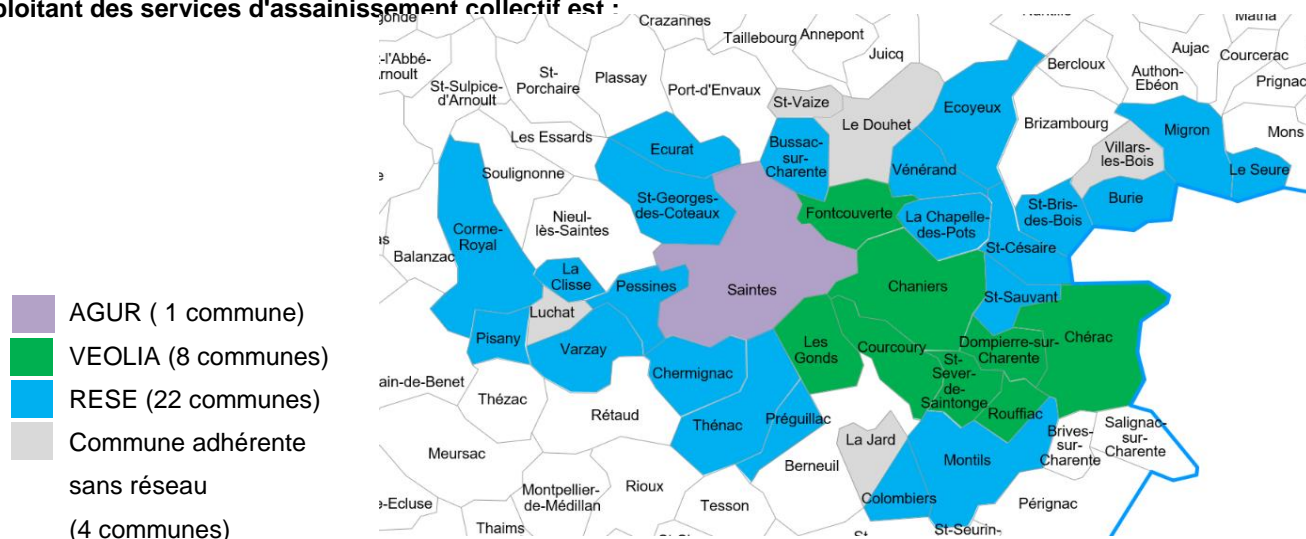 ploitant des services d'assainissement collectif est :
Crazannes
Taillebourg
Annepont
Juicq
Matha
Aujac
Courcerac
Bercloux
Authon-
Ebéon
Prignac
St-
Porchaire
Plassay
St-Sulpice-
d'Arnoult
Port-d'Envaux
St-Vaize
Le Douhet
Ecoyeux
Brizambourg
Migron
Mons
Les Essards
Ecurat
Bussac-
sur-
Charente
Villars-
les-Bois
Soulignonne
Vénérand
Le Seure
St-Georges-
des-Coteaux
Fontcouverte
La Chapelle-
des-Pots
St-Bris-
des-Bois
Burie
Nieul-
lès-Saintes
Corme-
Royal
St-Césaire
Balanzac
La
Clisse
Pessines
Saintes
Chaniers
St-Sauvant
Luchat
Pisany
Varzay
Les
Gonds
Courcoury
Dompierre-sur-
Charente
Chérac
St-
Sever-
de-
Saintonge
Chermignac
ain-de-Benet
Thézac
Rétaud
Thénac
Préguillac
Rouffiac
La Jard
Brives-
sur-
Charente
Salignac-
sur-
Charente
Meursac
Berneuil
Montils
Rioux
Montpellier-
de-Médillan
Tesson
Colombiers
Pérignac
e-Ecluse
Thaims
St-Seurin-
AGUR ( 1 commune)
VEOLIA (8 communes)
RESE (22 communes)
Commune adhérente
sans réseau
(4 communes)